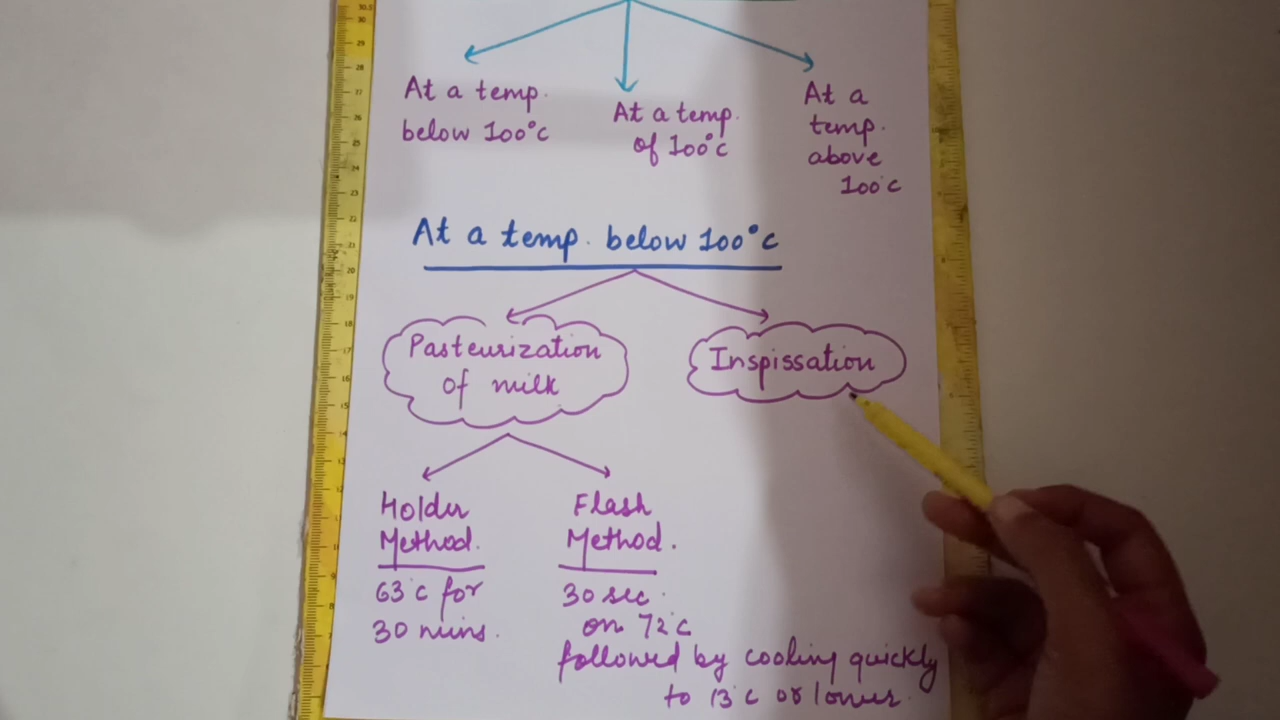 At a temp.
below 100°c
At a temp.
of 100°c
At a
temp.
above
100°c
At a temp. below 100°c
Pasteurization
of milk
Inspissation
Holder
Method.
63°c for
30 mins.
Flash
Method.
30 sec.
on 72°c
followed by cooling quickly
to 13°c or lower.